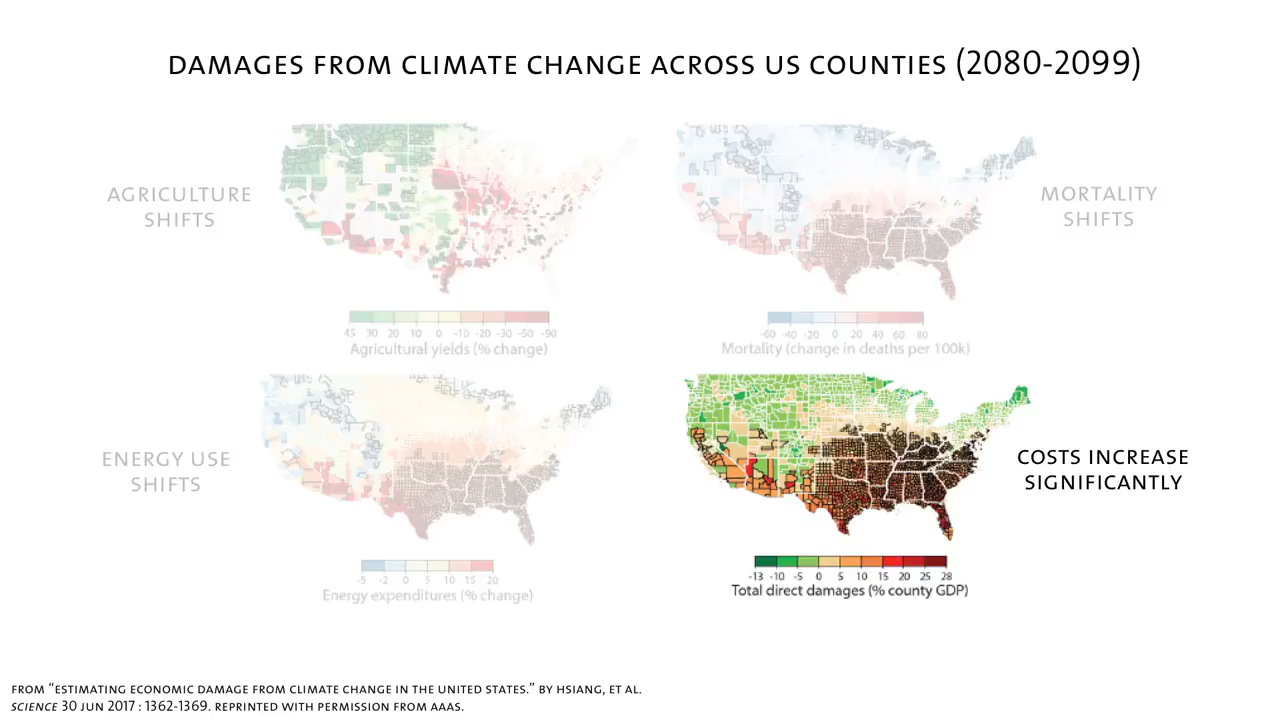 DAMAGES FROM CLIMATE CHANGE ACROSS US COUNTIES (2080-2099)
AGRICULTURE
SHIFTS
45 30 20 10 0 -10 -20 -30 -50 -90
Agricultural yields (% change)
MORTALITY
SHIFTS
-60 -40 -20 0 20 40 60 80
Mortality (change in deaths per 100k)
ENERGY USE
SHIFTS
-5 -2 0 5 10 15 20
Energy expenditures (% change)
COSTS INCREASE
SIGNIFICANTLY
-13 -10 -5 0 5 10 15 20 25 28
Total direct damages (% county GDP)
FROM “ESTIMATING ECONOMIC DAMAGE FROM CLIMATE CHANGE IN THE UNITED STATES.” BY HSIANG, ET AL.
SCIENCE 30 JUN 2017 : 1362-1369. REPRINTED WITH PERMISSION FROM AAAS.